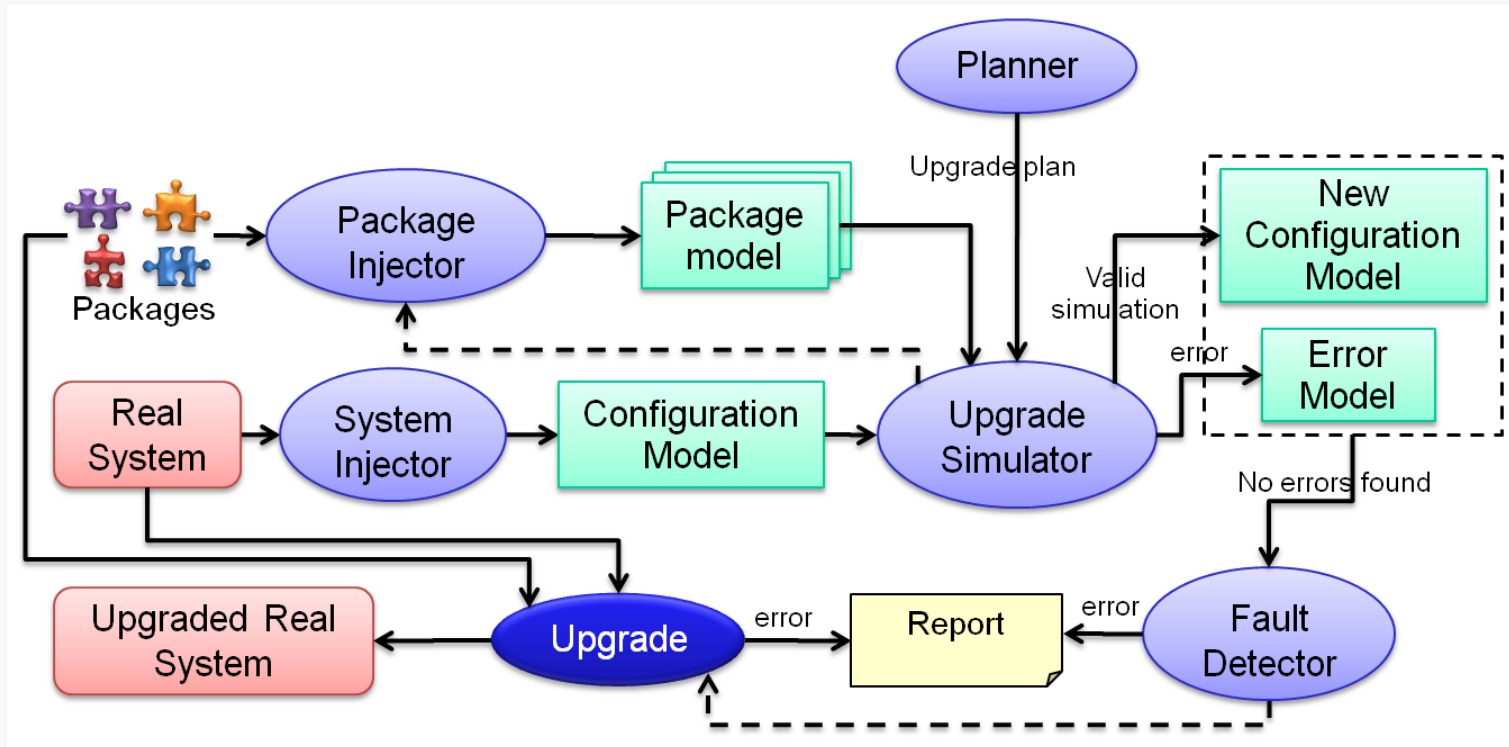 Planner
Upgrade plan
Package
Injector
Package
model
New
Configuration
Model
Packages
Valid
simulation
error
Error
Model
Real
System
System
Injector
Configuration
Model
Upgrade
Simulator
No errors found
Upgraded Real
System
Upgrade
error
Report
error
Fault
Detector